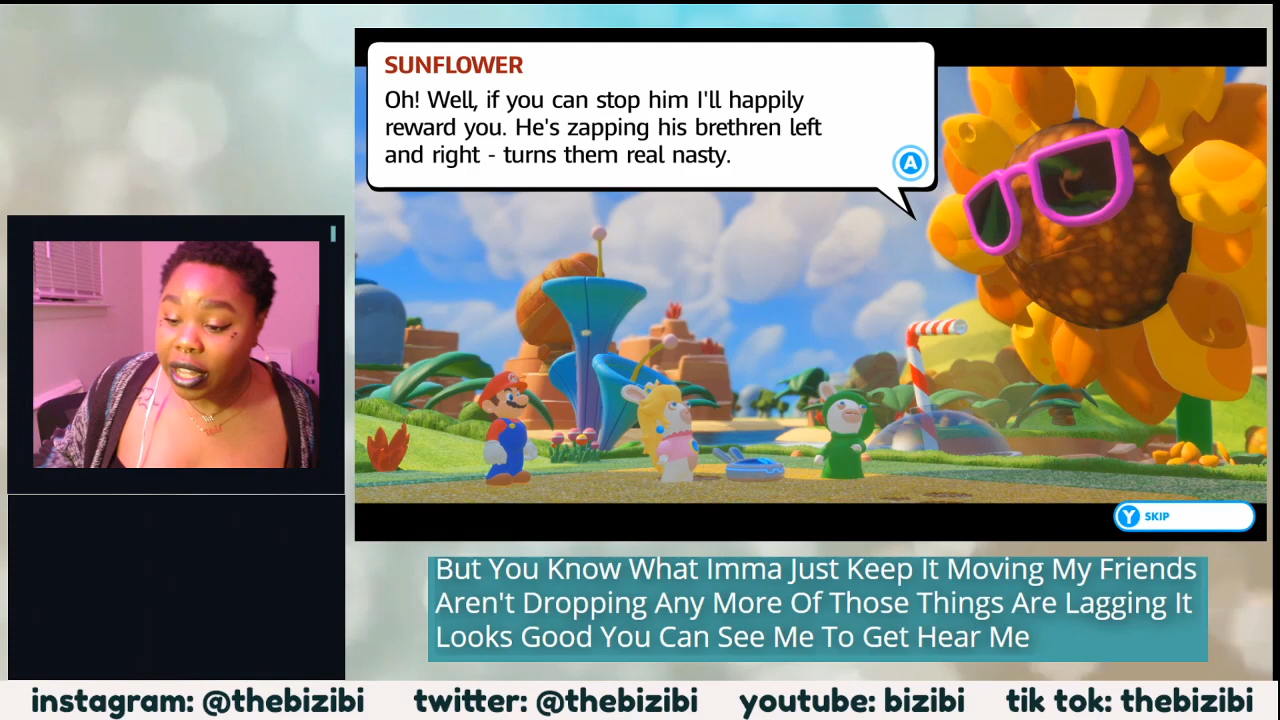 SUNFLOWER
Oh! Well, if you can stop him I'll happily
reward you. He's zapping his brethren left
and right - turns them real nasty.
A
Y SKIP
But You Know What Imma Just Keep It Moving My Friends
Aren't Dropping Any More Of Those Things Are Lagging It
Looks Good You Can See Me To Get Hear Me
instagram: @thebizibi twitter: @thebizibi youtube: bizibi tik tok: thebizibi